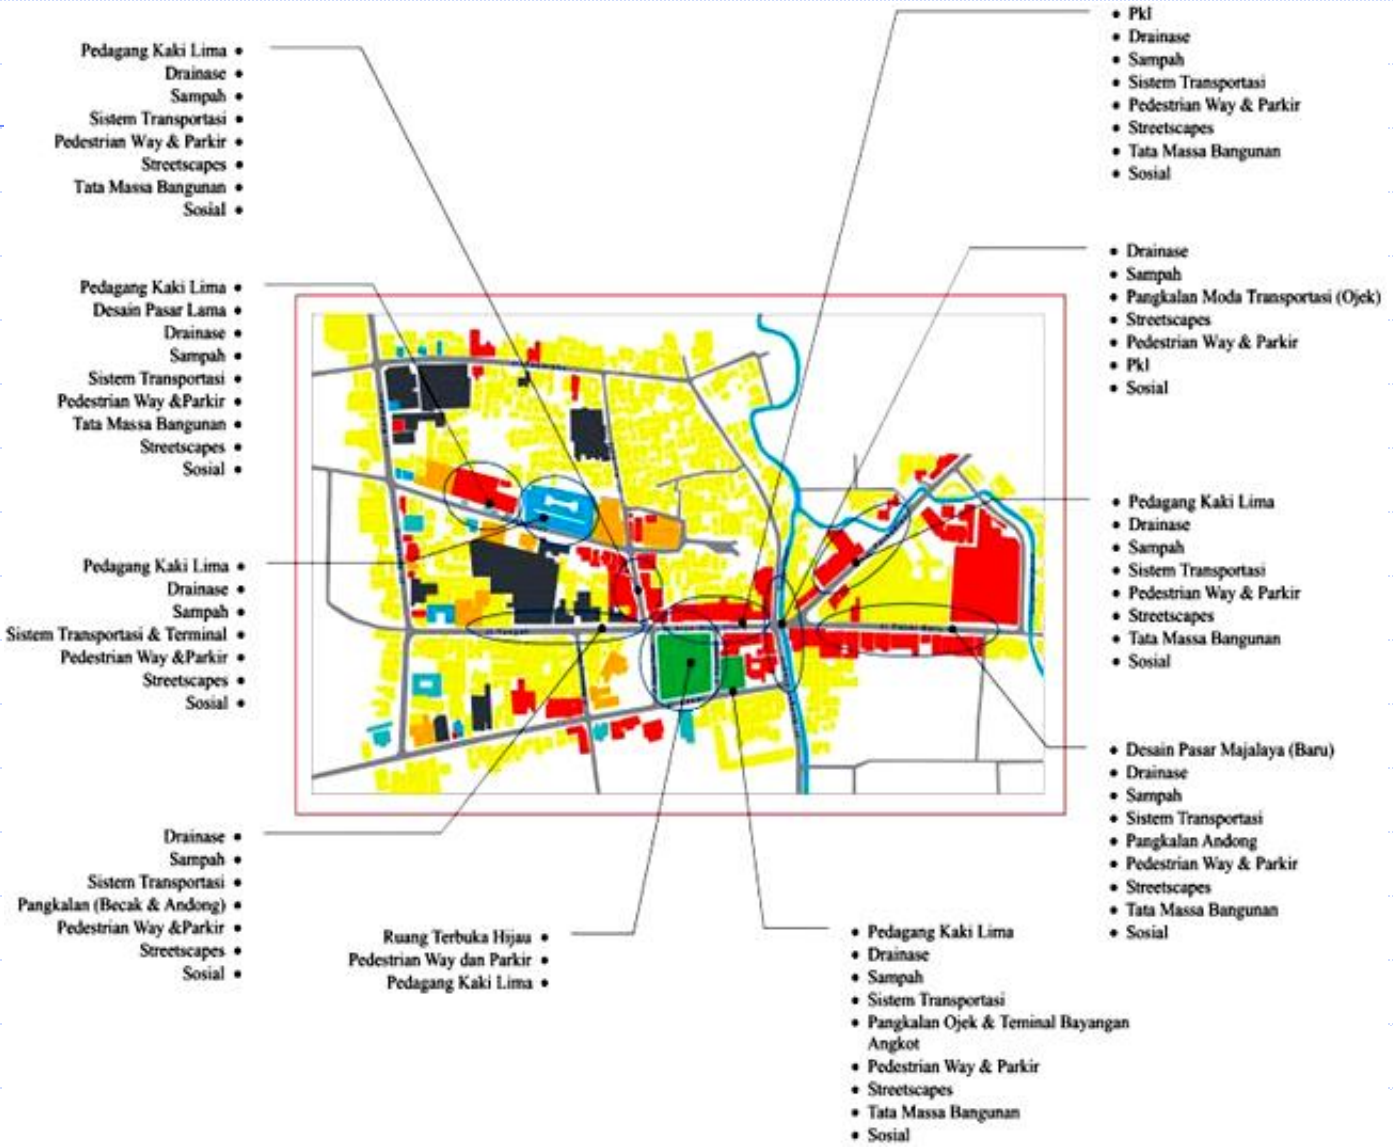 Pedagang Kaki Lima
Drainase
Sampah
Sistem Transportasi
Pedestrian Way & Parkir
Streetscapes
Tata Massa Bangunan
Sosial
Pedagang Kaki Lima
Desain Pasar Lama
Drainase
Sampah
Sistem Transportasi
Pedestrian Way &Parkir
Tata Massa Bangunan
Streetscapes
Sosial
Pedagang Kaki Lima
Drainase
Sampah
Sistem Transportasi & Terminal
Pedestrian Way &Parkir
Streetscapes
Sosial
Drainase
Sampah
Sistem Transportasi
Pangkalan (Becak & Andong)
Pedestrian Way &Parkir
Streetscapes
Sosial
Ruang Terbuka Hijau
Pedestrian Way dan Parkir
Pedagang Kaki Lima
Pedagang Kaki Lima
Drainase
Sampah
Sistem Transportasi
Pangkalan Ojek & Teminal Bayangan
Angkot
Pedestrian Way & Parkir
Streetscapes
Tata Massa Bangunan
Sosial
Pkl
Drainase
Sampah
Sistem Transportasi
Pedestrian Way & Parkir
Streetscapes
Tata Massa Bangunan
Sosial
Drainase
Sampah
Pangkalan Moda Transportasi (Ojek)
Streetscapes
Pedestrian Way & Parkir
Pkl
Sosial
Pedagang Kaki Lima
Drainase
Sampah
Sistem Transportasi
Pedestrian Way & Parkir
Streetscapes
Tata Massa Bangunan
Sosial
Desain Pasar Majalaya (Baru)
Drainase
Sampah
Sistem Transportasi
Pangkalan Andong
Pedestrian Way & Parkir
Streetscapes
Tata Massa Bangunan
Sosial